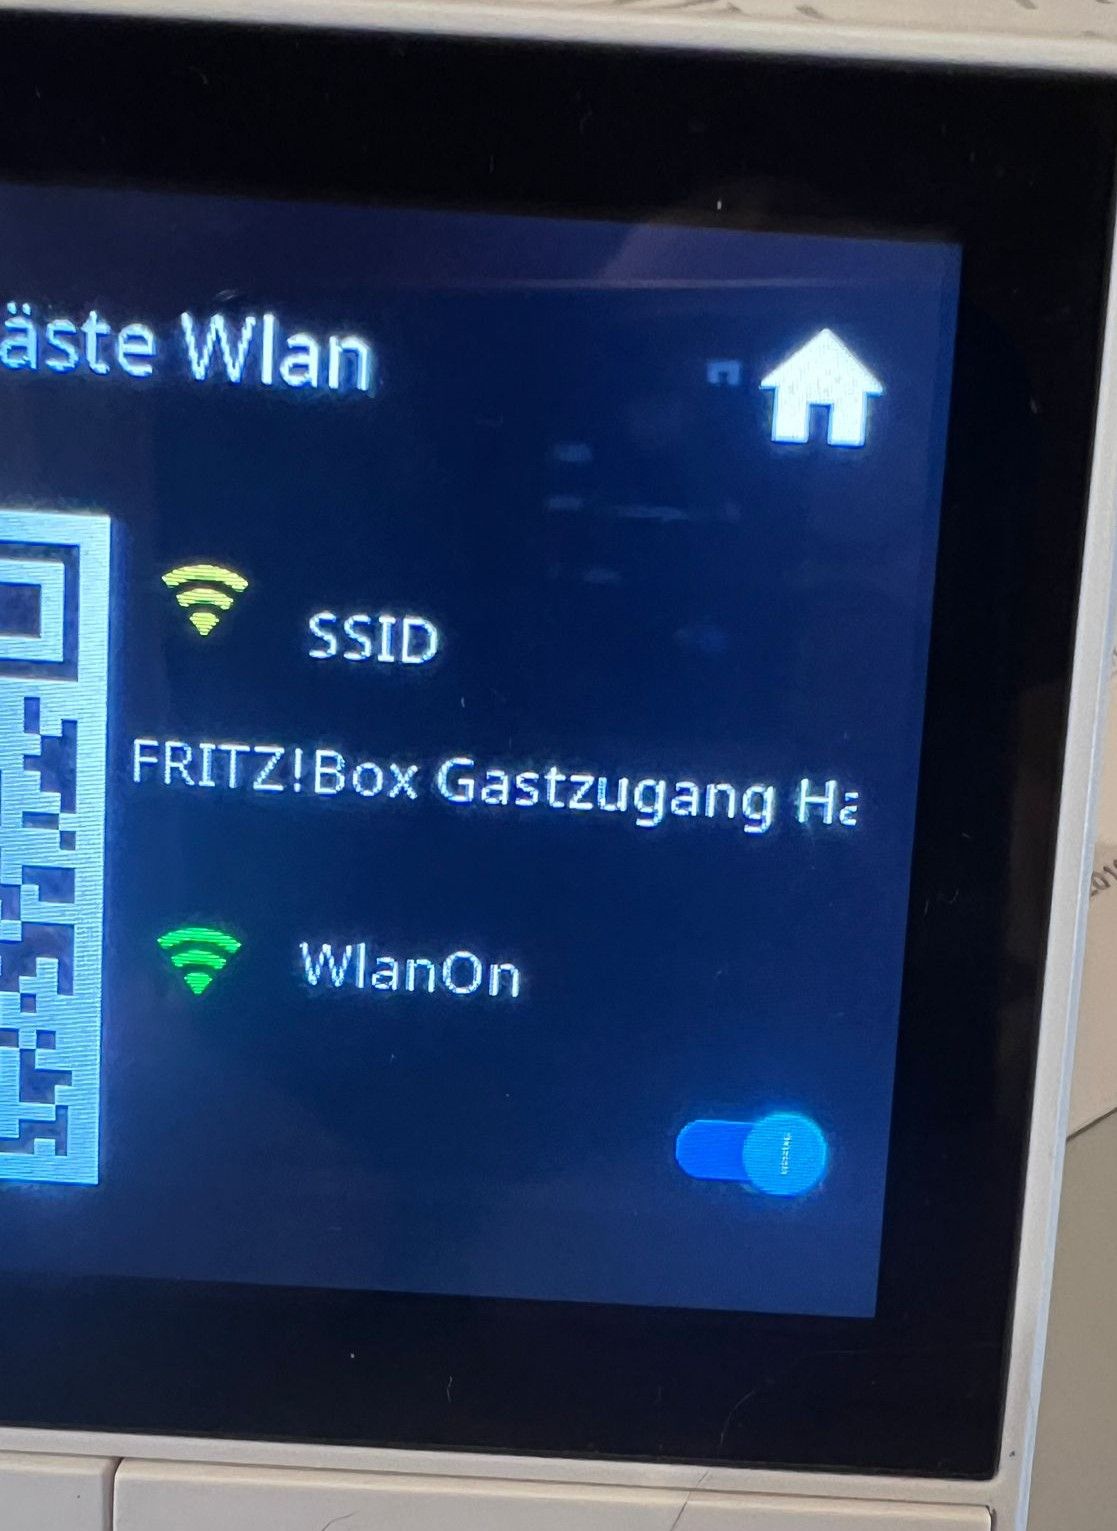 äste Wlan
SSID
FRITZ!Box Gastzugang Ha
WlanOn